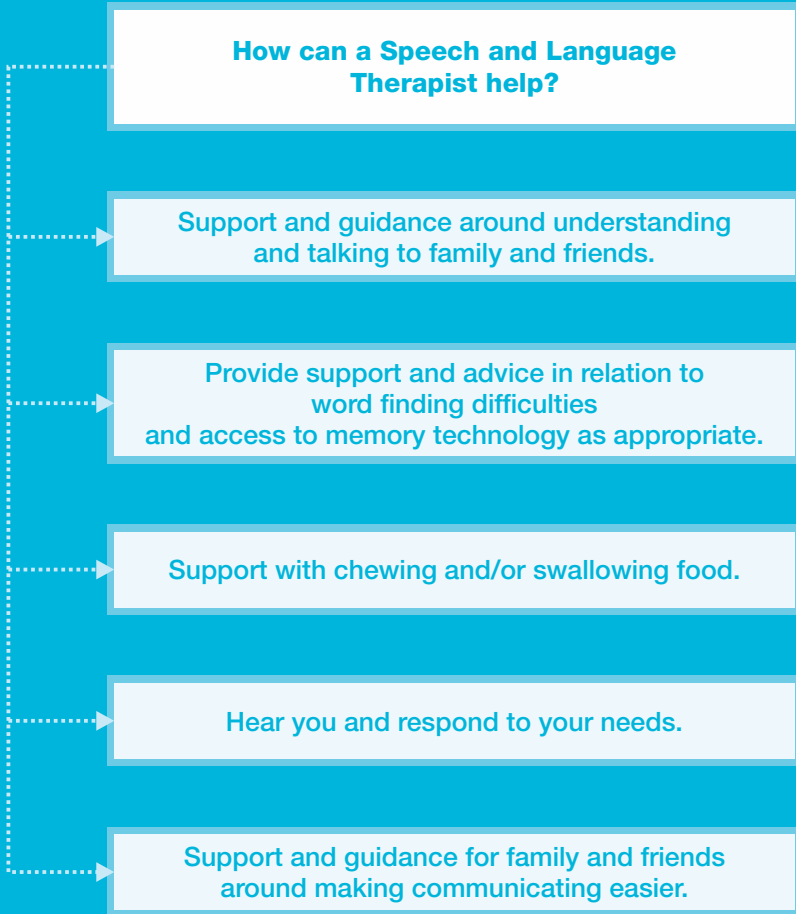 How can a Speech and Language
Therapist help?
Support and guidance around understanding
and talking to family and friends.
Provide support and advice in relation to
word finding difficulties
and access to memory technology as appropriate.
Support with chewing and/or swallowing food.
Hear you and respond to your needs.
Support and guidance for family and friends
around making communicating easier.